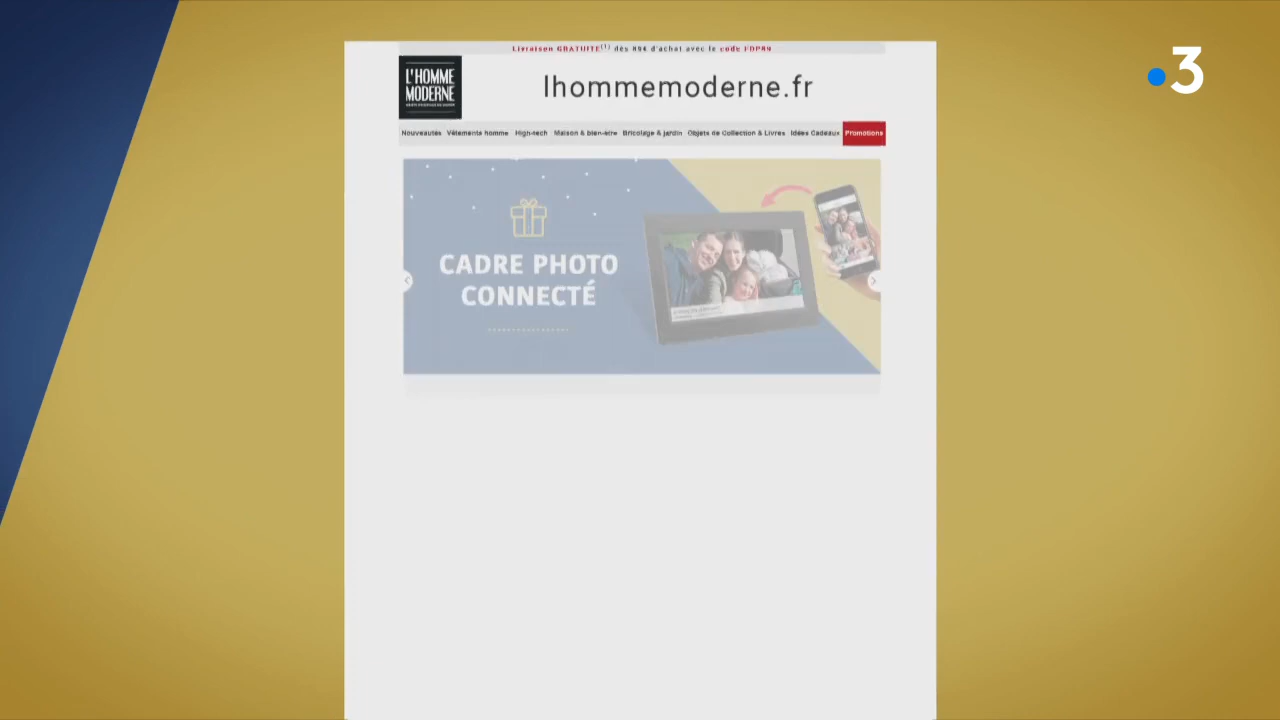 Livraison GRATUITE(1) dès 89€ d'achat avec le code FDP89
L'HOMME
MODERNE
lhommemoderne.fr
3
Nouveautés Vêtements homme High-tech Maison & bien-être Bricolage & jardin Objets de Collection & Livres Idées Cadeaux Promotions
CADRE PHOTO
CONNECTÉ